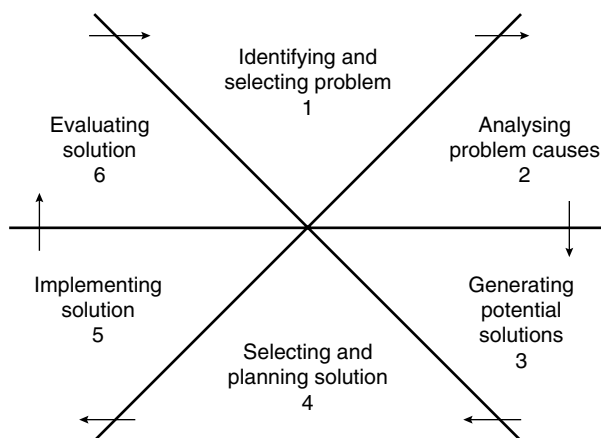 Identifying and
selecting problem
1
Analysing
problem causes
2
Generating
potential
solutions
3
Selecting and
planning solution
4
Implementing
solution
5
Evaluating
solution
6